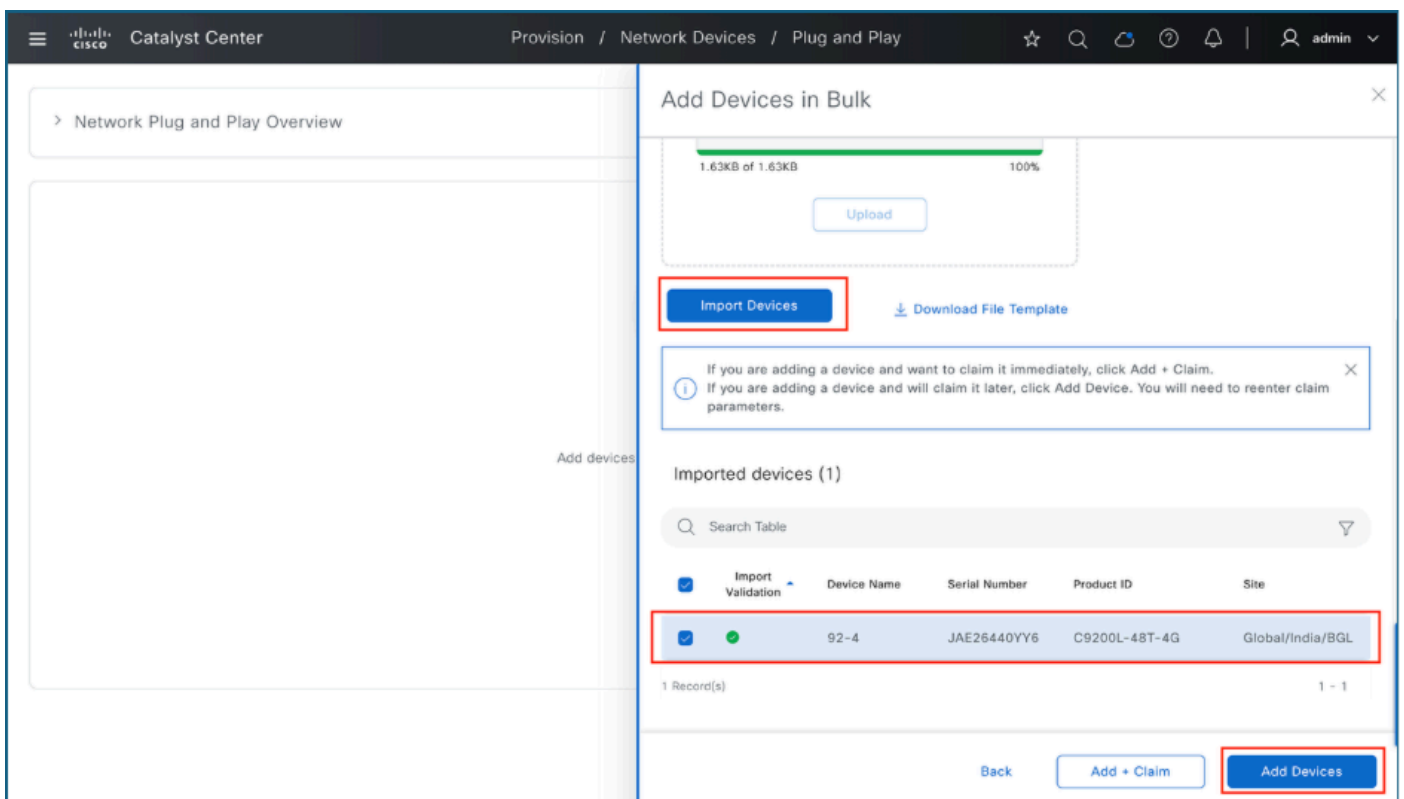 cisco Catalyst Center Provision / Network Devices / Plug and Play admin
Network Plug and Play Overview
Add devices
Add Devices in Bulk
1.63KB of 1.63KB 100%
Upload
Import Devices Download File Template
If you are adding a device and want to claim it immediately, click Add + Claim.
If you are adding a device and will claim it later, click Add Device. You will need to reenter claim
parameters.
Imported devices (1)
Search Table
Import Validation Device Name Serial Number Product ID Site
92-4 JAE26440YY6 C9200L-48T-4G Global/India/BGL
1 Record(s) 1 - 1
Back Add + Claim Add Devices